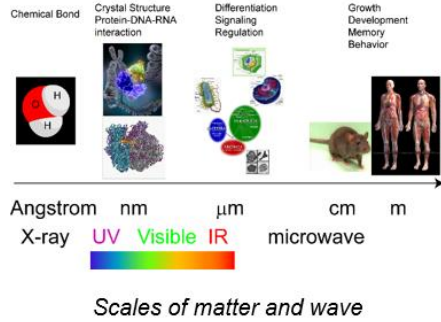 Chemical Bond
Crystal Structure
Protein-DNA-RNA
interaction
Differentiation
Signaling
Regulation
Growth
Development
Memory
Behavior
O
H
H
Angstrom nm μm cm m
X-ray UV Visible IR microwave
Scales of matter and wave